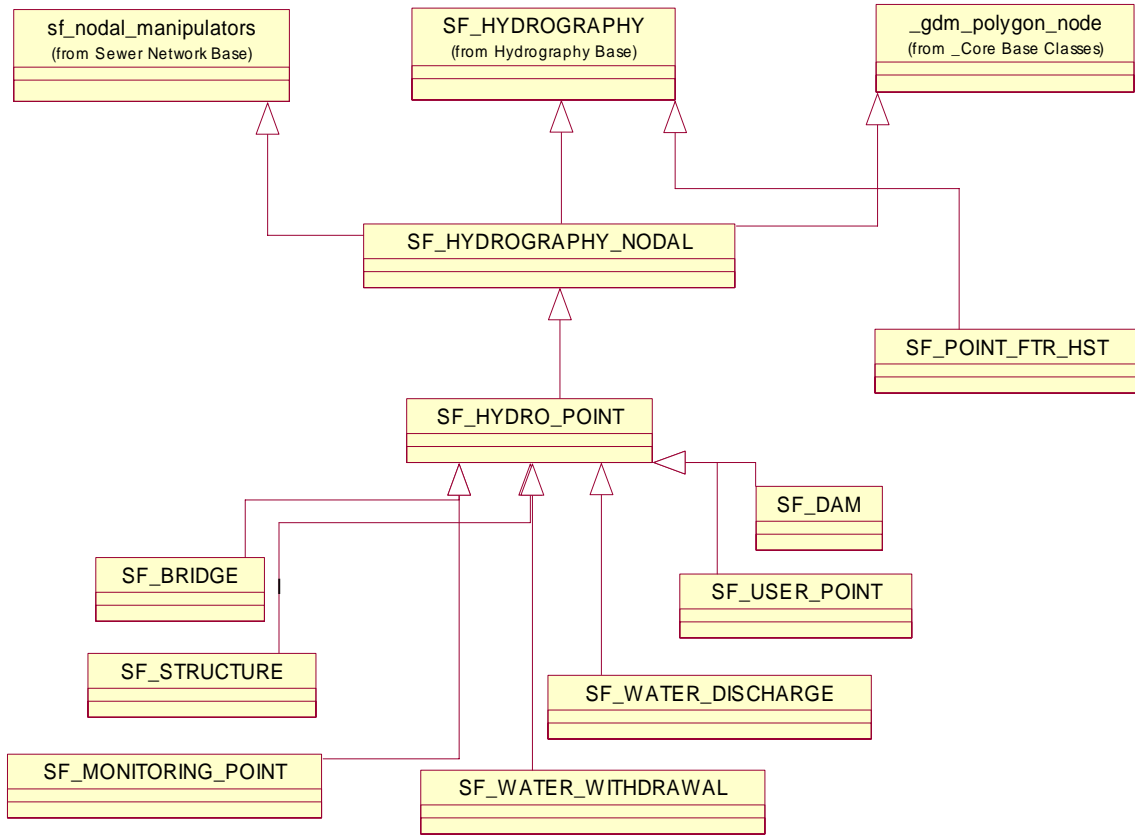 sf_nodal_manipulators
(from Sewer Network Base)
SF_HYDROGRAPHY
(from Hydrography Base)
_gdm_polygon_node
(from _Core Base Classes)
SF_HYDROGRAPHY_NODAL
SF_POINT_FTR_HST
SF_HYDRO_POINT
SF_DAM
SF_BRIDGE
SF_USER_POINT
SF_STRUCTURE
SF_WATER_DISCHARGE
SF_MONITORING_POINT
SF_WATER_WITHDRAWAL